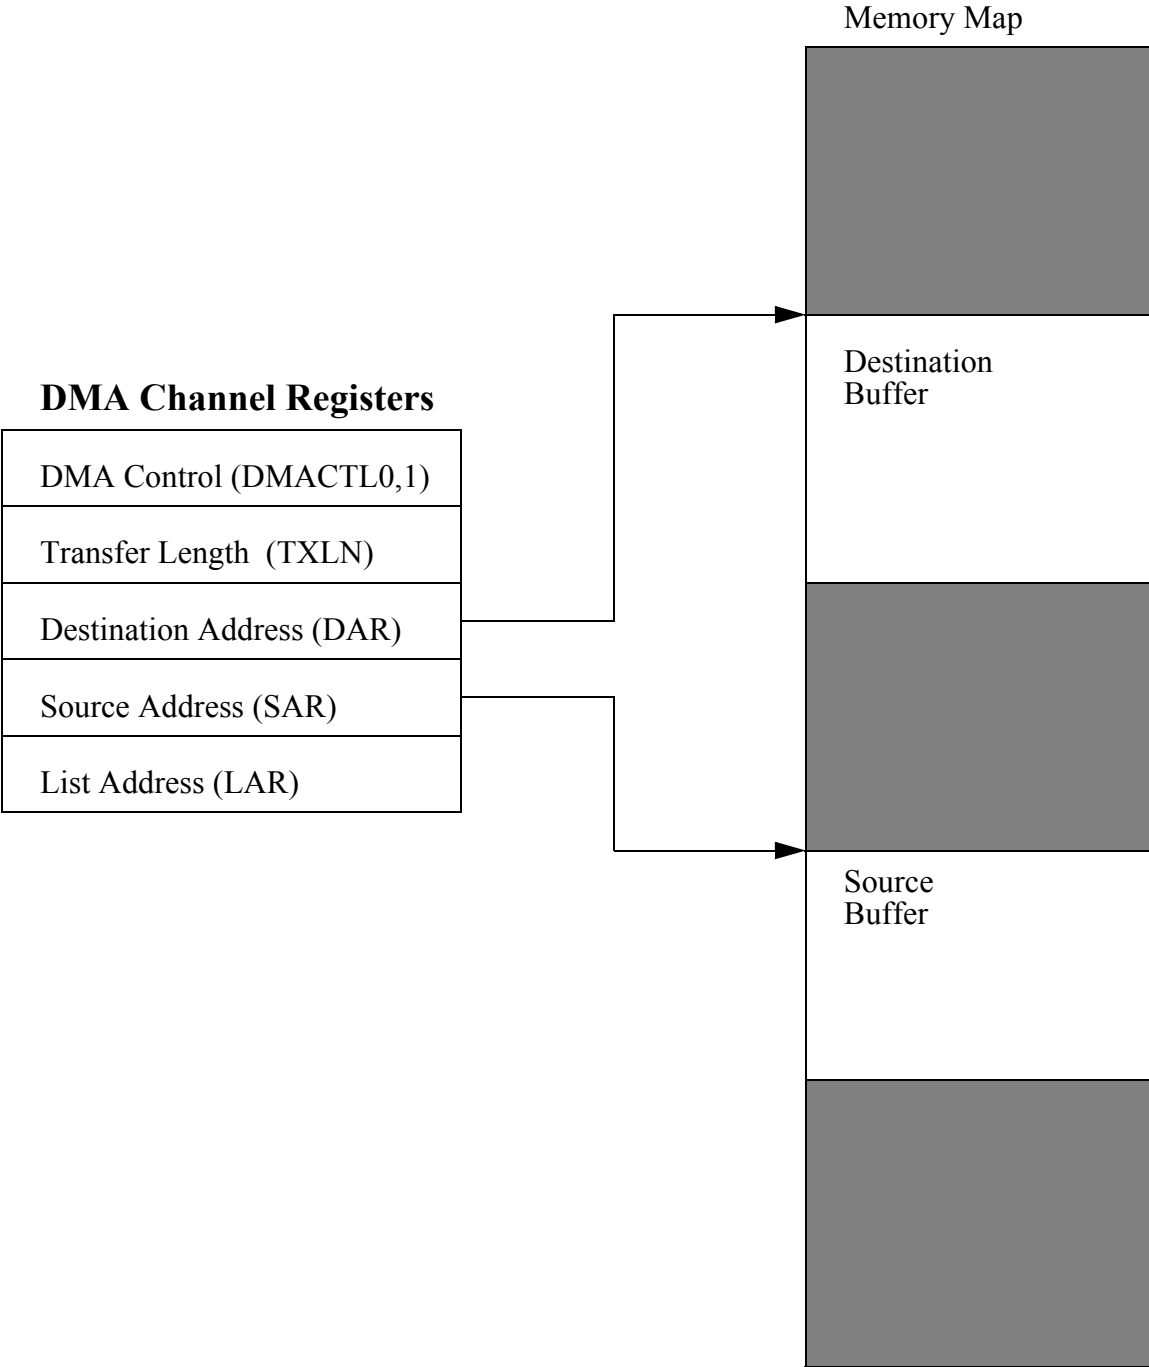 Memory Map
Destination
Buffer
DMA Channel Registers
DMA Control (DMACTL0,1)
Transfer Length (TXLN)
Destination Address (DAR)
Source Address (SAR)
List Address (LAR)
Source
Buffer